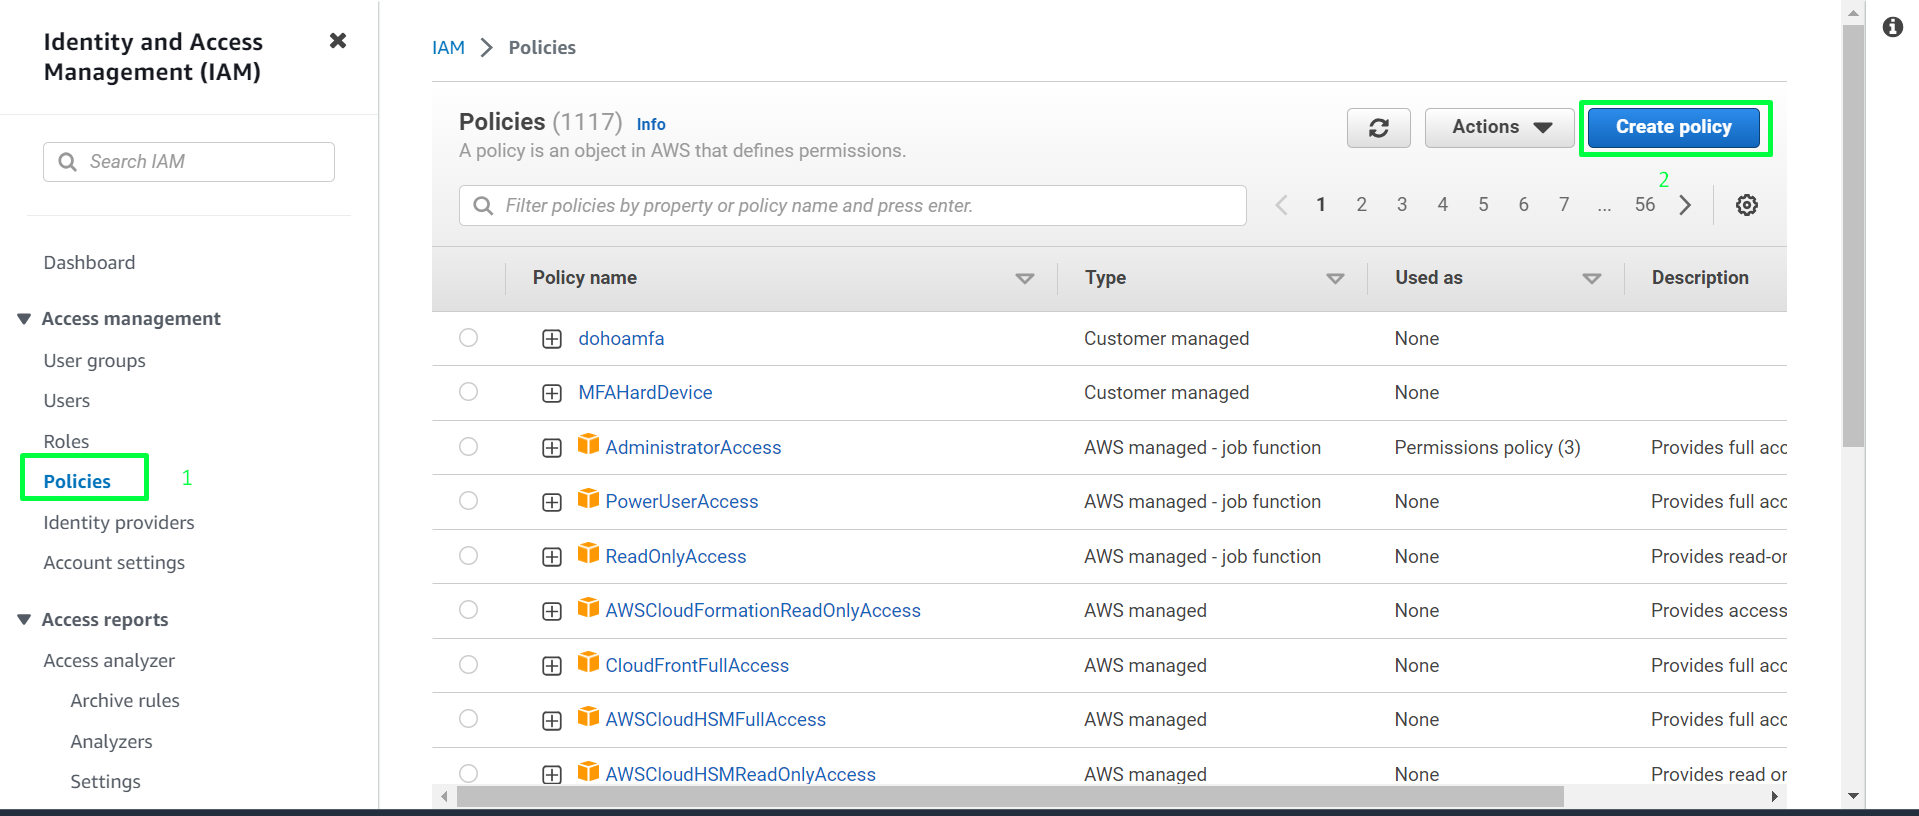 Identity and Access
Management (IAM)
Search IAM
Dashboard
Access management
User groups
Users
Roles
Policies
1
Identity providers
Account settings
Access reports
Access analyzer
Archive rules
Analyzers
Settings
IAM > Policies
Policies (1117) Info
A policy is an object in AWS that defines permissions.
Actions
Create policy
2
Filter policies by property or policy name and press enter.
1 2 3 4 5 6 7 ... 56
Policy name Type Used as Description
dohoamfa Customer managed None
MFAHardDevice Customer managed None
AdministratorAccess AWS managed - job function Permissions policy (3) Provides full acc
PowerUserAccess AWS managed - job function None Provides full acc
ReadOnlyAccess AWS managed - job function None Provides read-or
AWSCloudFormationReadOnlyAccess AWS managed None Provides access
CloudFrontFullAccess AWS managed None Provides full acc
AWSCloudHSMFullAccess AWS managed None Provides full acc
AWSCloudHSMReadOnlyAccess AWS managed None Provides read or